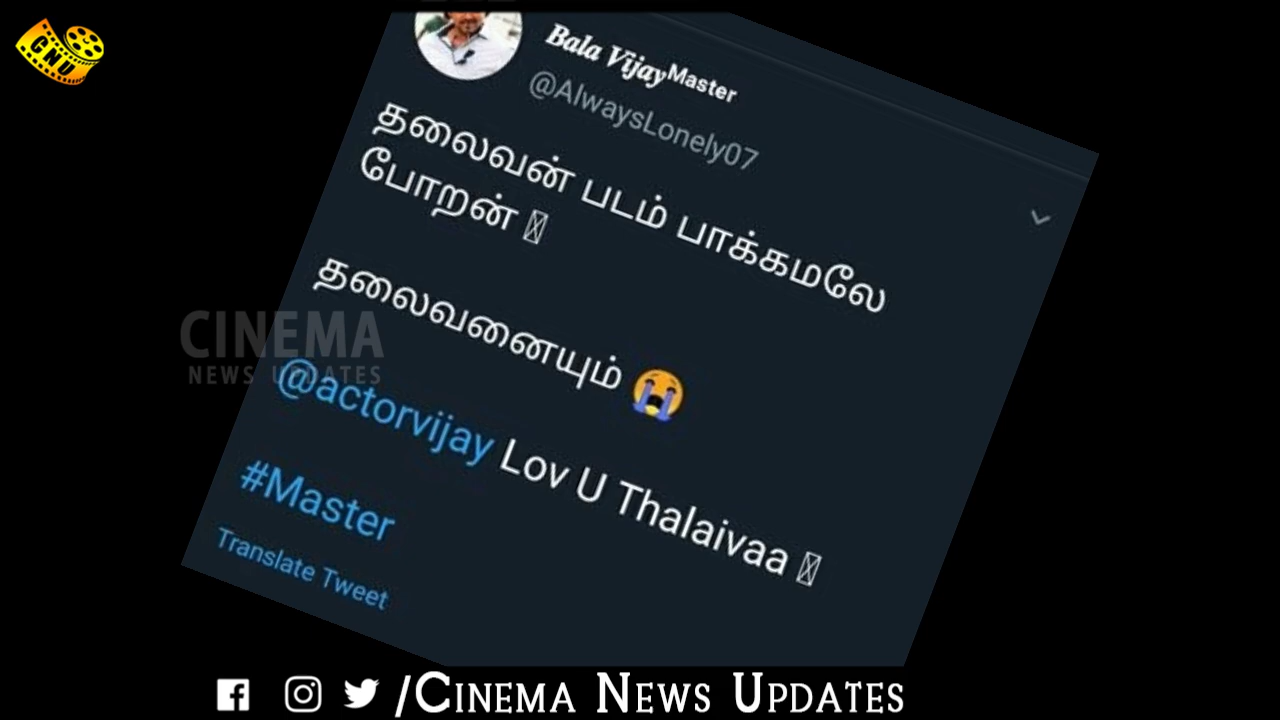 GNU
Bala Vijay Master
@AlwaysLonely07
தலைவன் படம் பாக்கமலே
போறன்
தலைவனையும் 😭
@actorvijay Lov U Thalaivaa
#Master
Translate Tweet
CINEMA
NEWS UPDATES
/CINEMA NEWS UPDATES